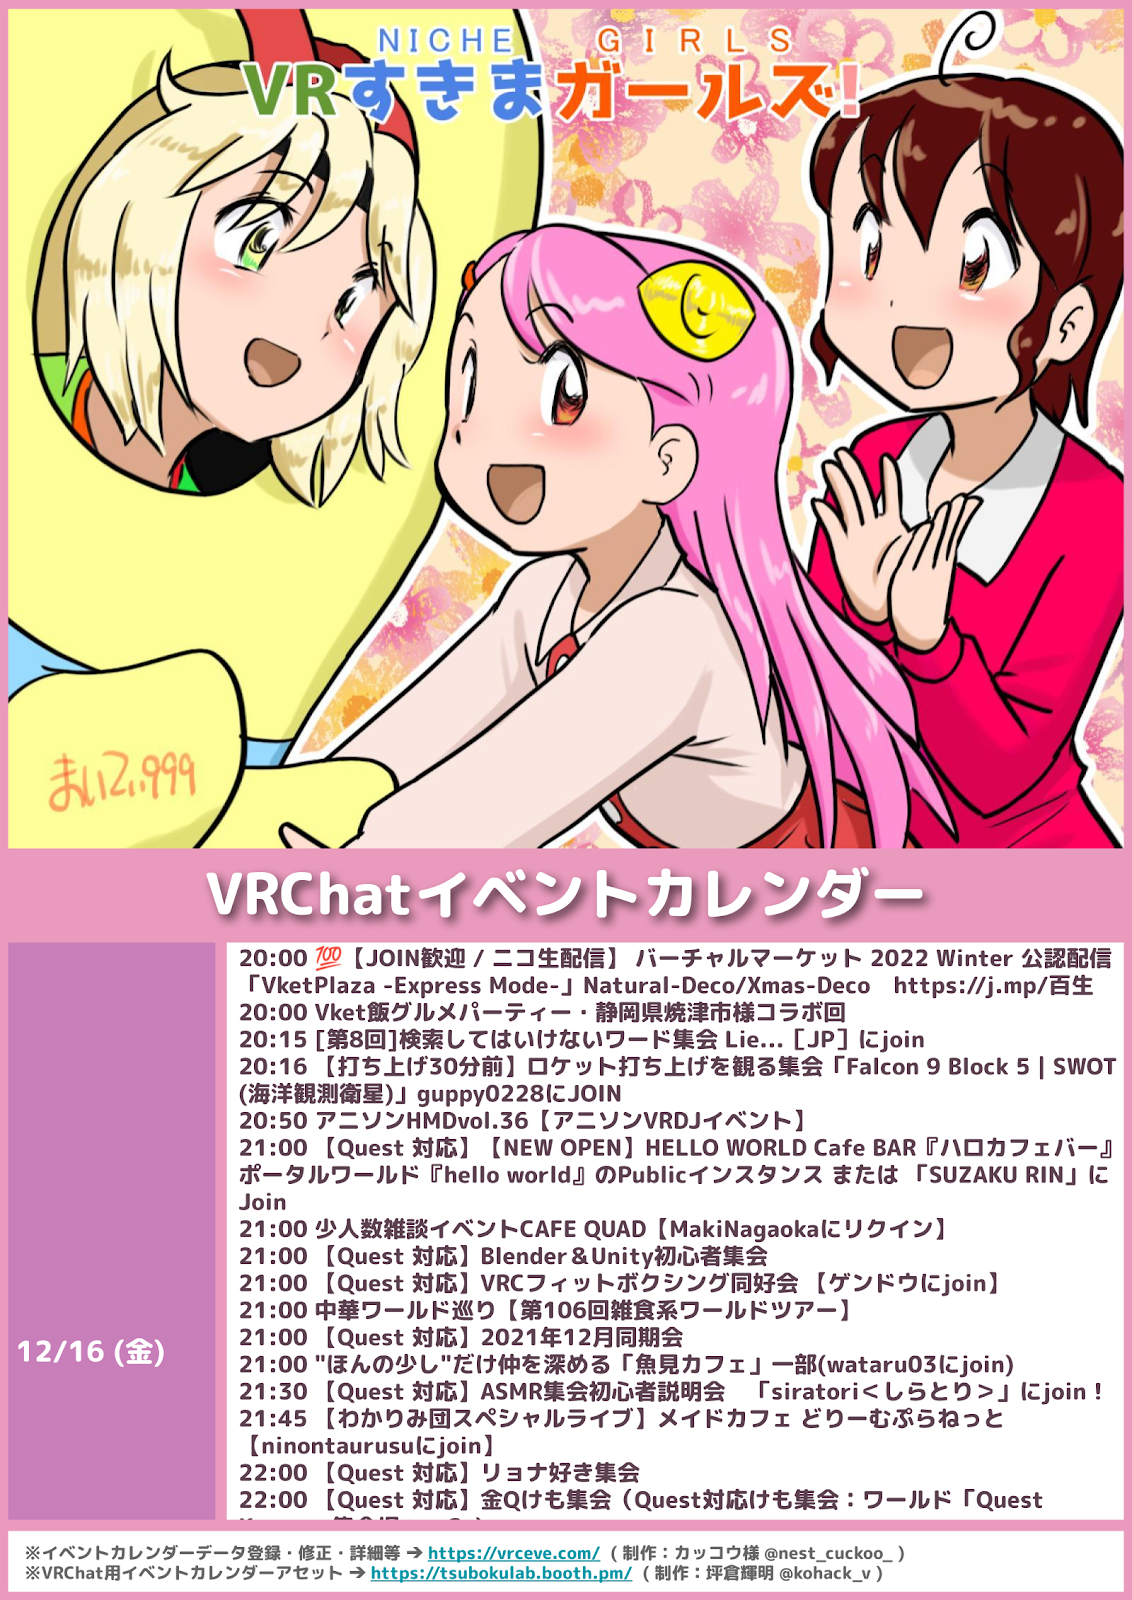 NICHE GIRLS
VRすきまガールズ!
まいてぃ999
VRChatイベントカレンダー
12/16 (金)
20:00 💯【JOIN歓迎 / ニコ生配信】 バーチャルマーケット 2022 Winter 公認配信
「VketPlaza -Express Mode-」Natural-Deco/Xmas-Deco　https://j.mp/百生
20:00 Vket飯グルメパーティー・静岡県焼津市様コラボ回
20:15 [第8回]検索してはいけないワード集会 Lie...［JP］にjoin
20:16 【打ち上げ30分前】ロケット打ち上げを観る集会「Falcon 9 Block 5 | SWOT
(海洋観測衛星)」guppy0228にJOIN
20:50 アニソンHMDvol.36【アニソンVRDJイベント】
21:00 【Quest 対応】【NEW OPEN】HELLO WORLD Cafe BAR『ハロカフェバー』
ポータルワールド『hello world』のPublicインスタンス または 「SUZAKU RIN」に
Join
21:00 少人数雑談イベントCAFE QUAD【MakiNagaokaにリクイン】
21:00 【Quest 対応】Blender＆Unity初心者集会
21:00 【Quest 対応】VRCフィットボクシング同好会 【ゲンドウにjoin】
21:00 中華ワールド巡り【第106回雑食系ワールドツアー】
21:00 【Quest 対応】2021年12月同期会
21:00 "ほんの少し"だけ仲を深める「魚見カフェ」一部(wataru03にjoin)
21:30 【Quest 対応】ASMR集会初心者説明会　「siratori＜しらとり＞」にjoin！
21:45 【わかりみ団スペシャルライブ】メイドカフェ どりーむぷらねっと
【ninontaurusuにjoin】
22:00 【Quest 対応】リョナ好き集会
22:00 【Quest 対応】金Qけも集会（Quest対応けも集会：ワールド「Quest
※イベントカレンダーデータ登録・修正・詳細等 ➔ https://vrceve.com/ ( 制作：カッコウ様 @nest_cuckoo_ )
※VRChat用イベントカレンダーアセット ➔ https://tsubokulab.booth.pm/ ( 制作：坪倉輝明 @kohack_v )